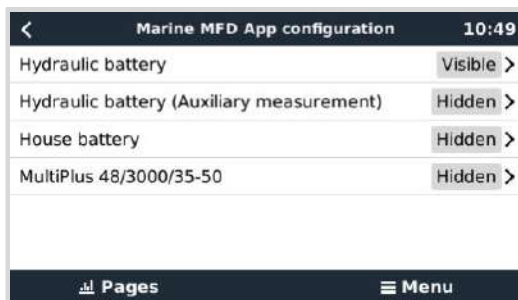 Marine MFD App configuration 10:49
Hydraulic battery Visible
Hydraulic battery (Auxiliary measurement) Hidden
House battery Hidden
MultiPlus 48/3000/35-50 Hidden
Pages Menu